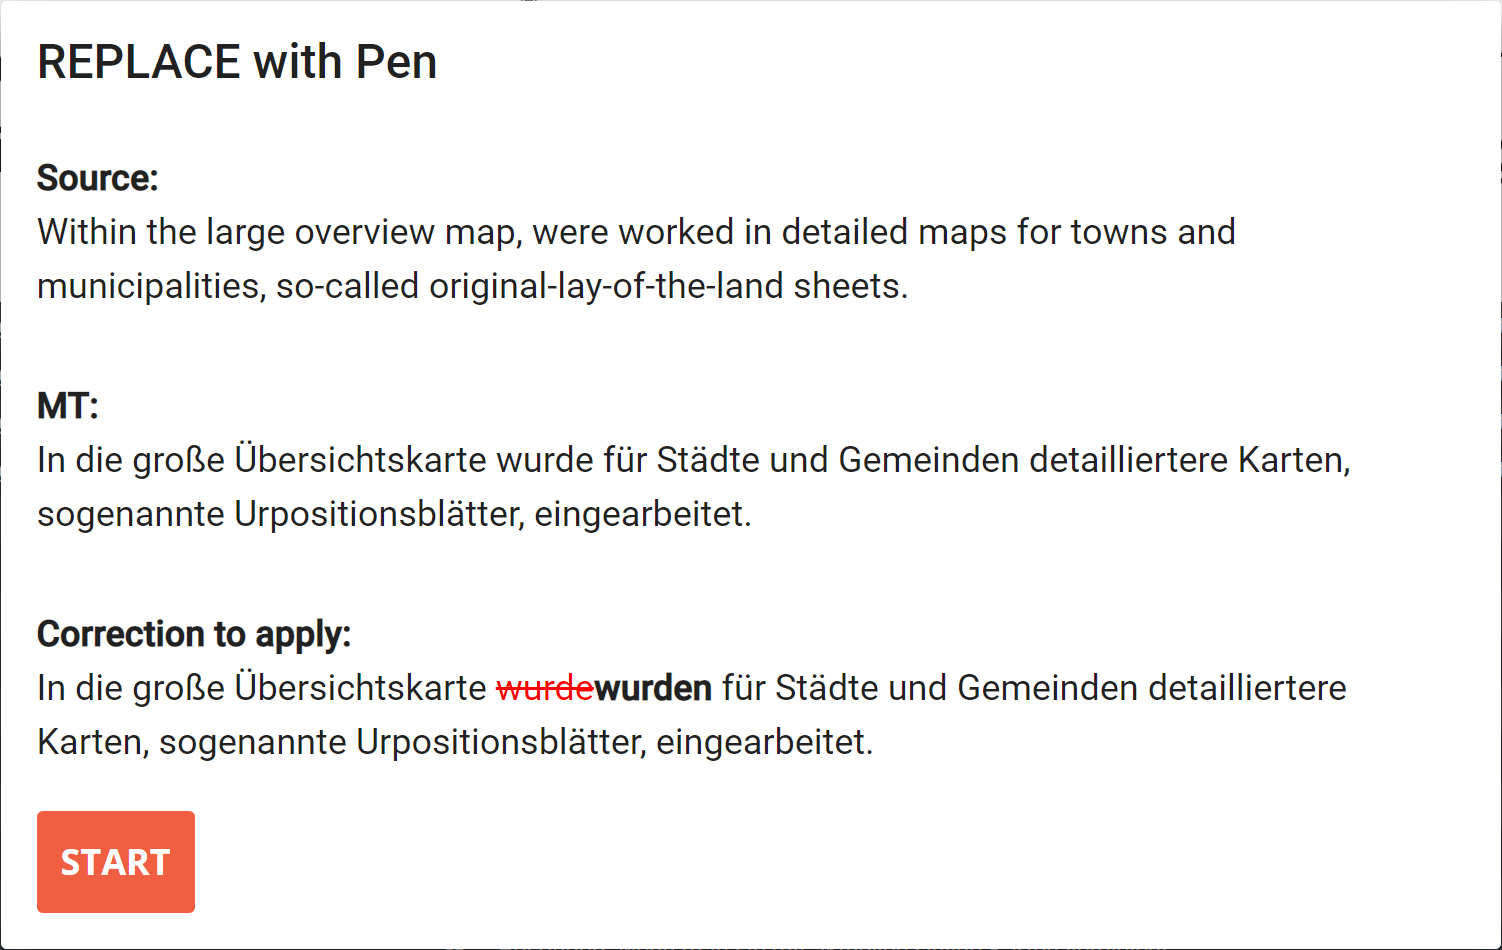 REPLACE with Pen
Source:
Within the large overview map, were worked in detailed maps for towns and
municipalities, so-called original-lay-of-the-land sheets.
MT:
In die große Übersichtskarte wurde für Städte und Gemeinden detailliertere Karten,
sogenannte Urpositionsblätter, eingearbeitet.
Correction to apply:
In die große Übersichtskarte wurdewurden für Städte und Gemeinden detailliertere
Karten, sogenannte Urpositionsblätter, eingearbeitet.
START